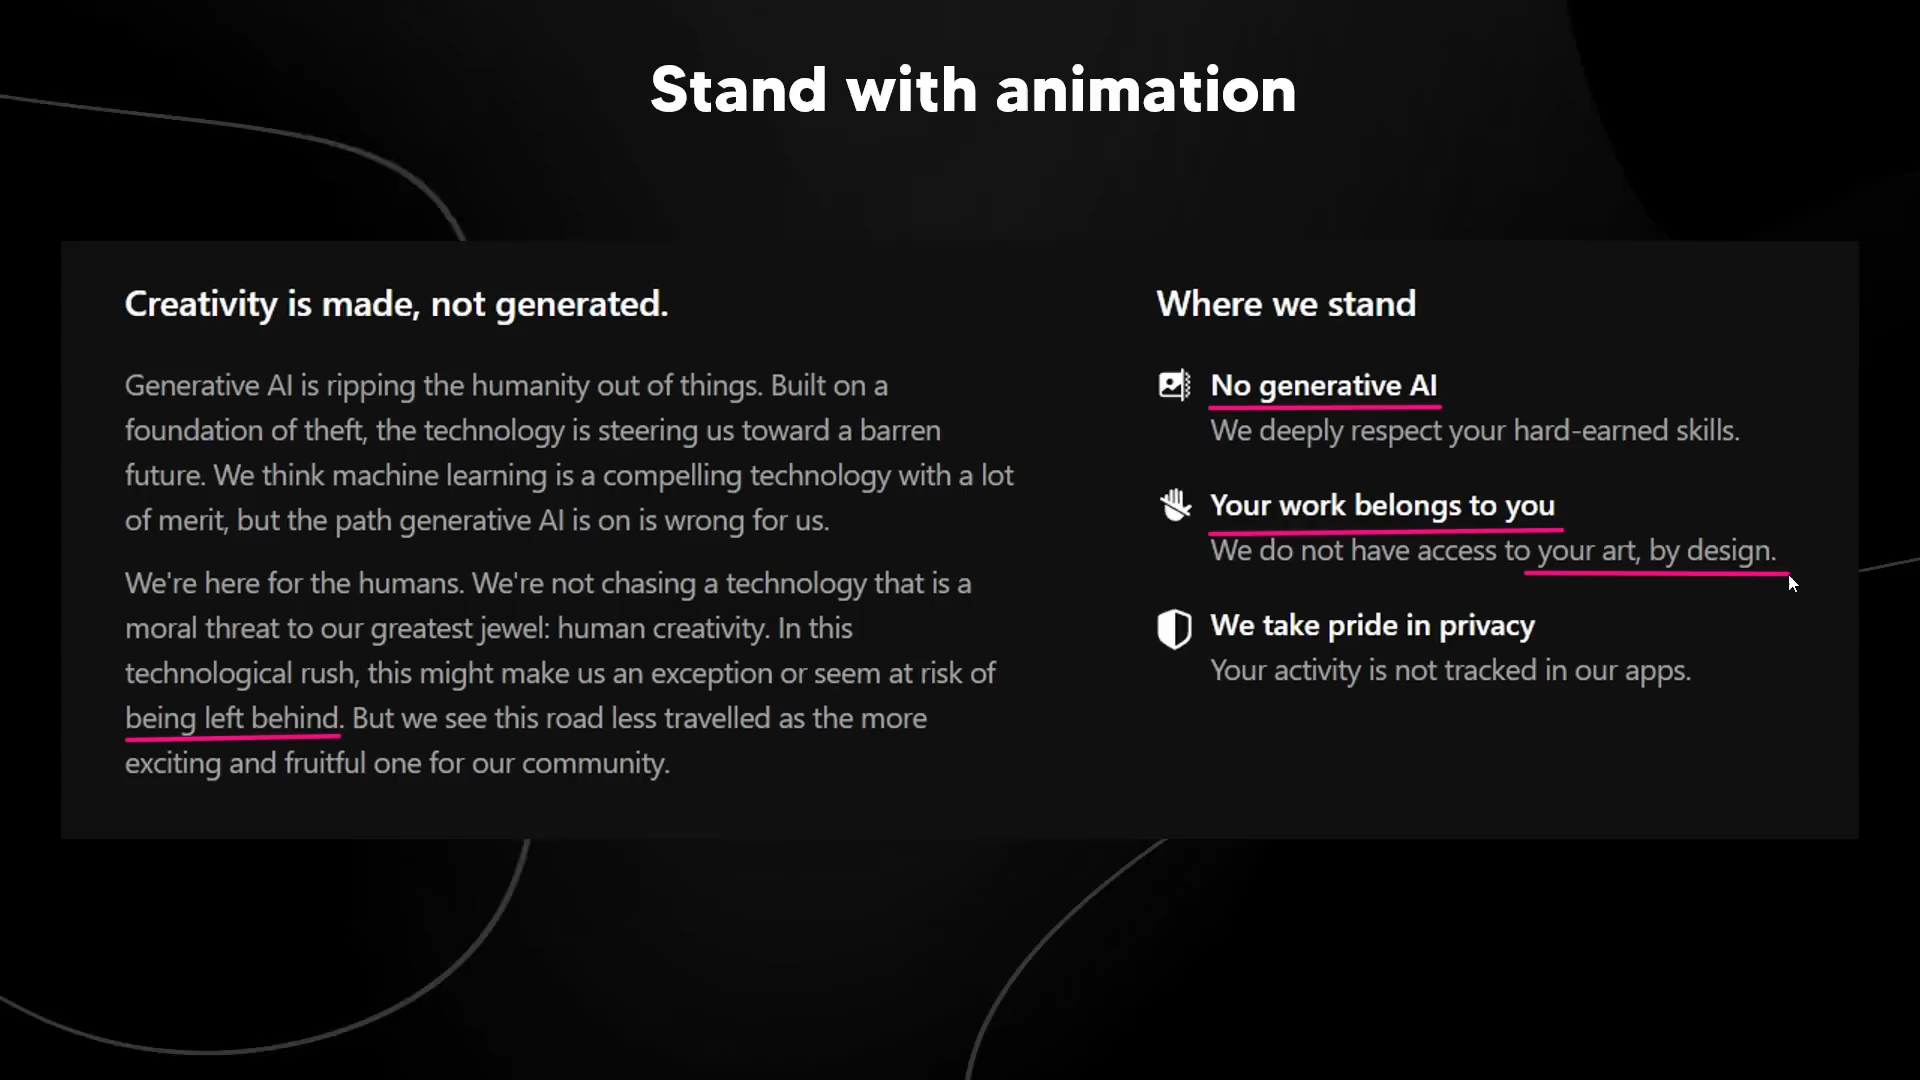 Stand with animation
Creativity is made, not generated.
Generative AI is ripping the humanity out of things. Built on a
foundation of theft, the technology is steering us toward a barren
future. We think machine learning is a compelling technology with a lot
of merit, but the path generative AI is on is wrong for us.
We're here for the humans. We're not chasing a technology that is a
moral threat to our greatest jewel: human creativity. In this
technological rush, this might make us an exception or seem at risk of
being left behind. But we see this road less travelled as the more
exciting and fruitful one for our community.
Where we stand
No generative AI
We deeply respect your hard-earned skills.
Your work belongs to you
We do not have access to your art, by design.
We take pride in privacy
Your activity is not tracked in our apps.